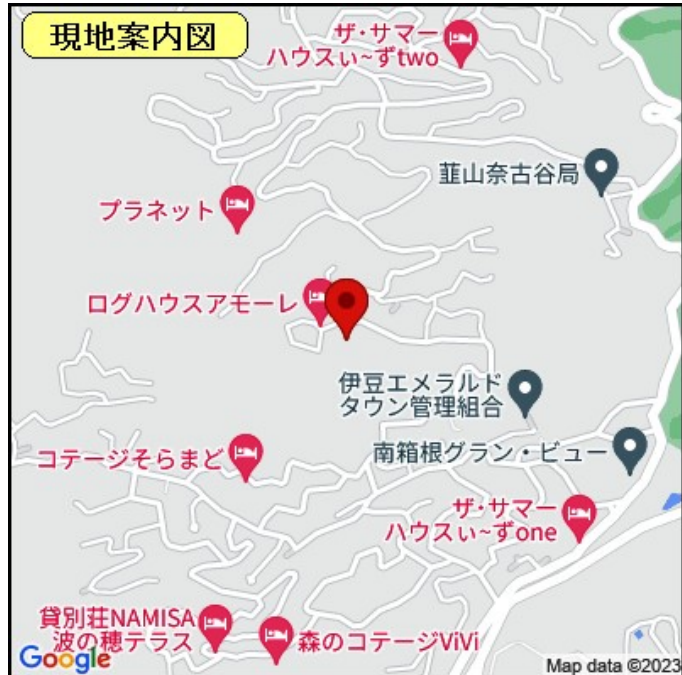 現地案内図
ザ・サマー
ハウスぃ~ずtwo
韮山奈古谷局
プラネット
ログハウスアモーレ
伊豆エメラルド
タウン管理組合
南箱根グラン・ビュー
コテージそらまど
ザ・サマー
ハウスぃ~ずone
貸別荘NAMISA
波の穂テラス
森のコテージViVi
Google
Map data ©2023